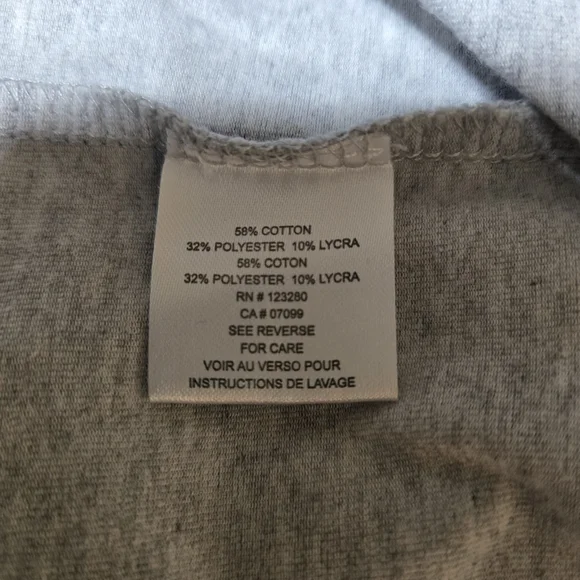 58% COTTON
32% POLYESTER 10% LYCRA
58% COTON
32% POLYESTER 10% LYCRA
RN # 123280
CA # 07099
SEE REVERSE
FOR CARE
VOIR AU VERSO POUR
INSTRUCTIONS DE LAVAGE